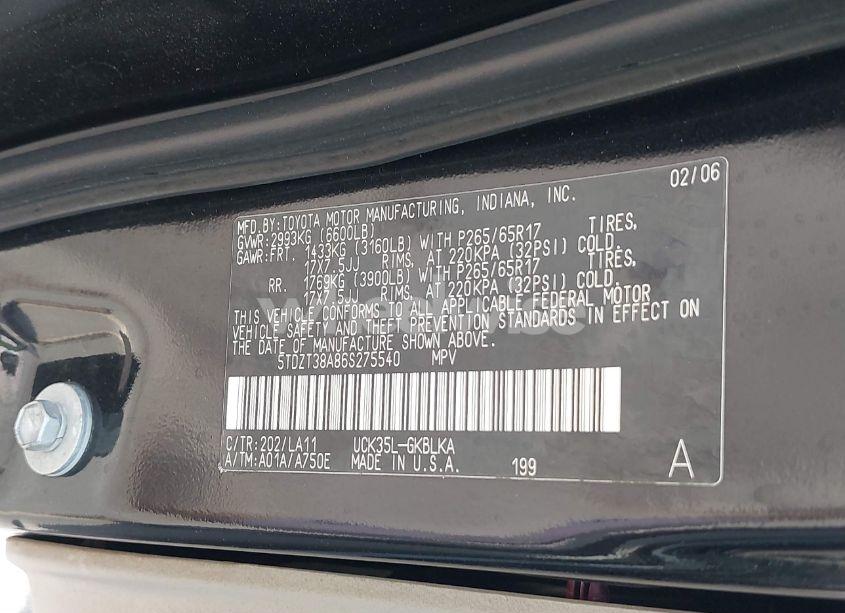 02/06
MFD.BY:TOYOTA MOTOR MANUFACTURING, INDIANA, INC.
GVWR:2993KG (6600LB)
GAWR:FRT. 1433KG (3160LB) WITH P265/65R17 TIRES,
17X7.5JJ RIMS, AT 220KPA (32PSI) COLD.
RR. 1769KG (3900LB) WITH P265/65R17 TIRES,
17X7.5JJ RIMS, AT 220KPA (32PSI) COLD.
THIS VEHICLE CONFORMS TO ALL APPLICABLE FEDERAL MOTOR
VEHICLE SAFETY AND THEFT PREVENTION STANDARDS IN EFFECT ON
THE DATE OF MANUFACTURE SHOWN ABOVE.
5TDZT38A86S275540 MPV
C/TR:202/LA11 UCK35L-GKBLKA
A/TM:A01A/A750E MADE IN U.S.A. 199 A